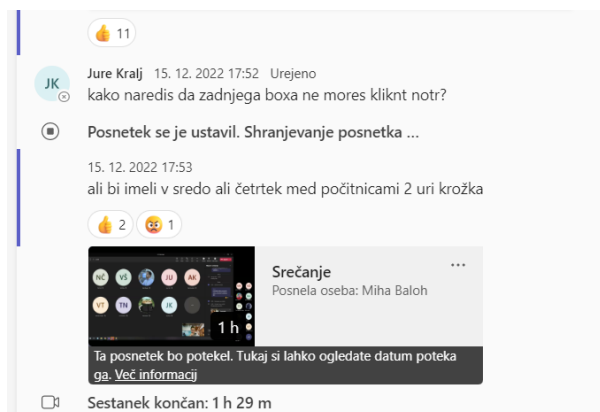 👍 11
JK
Jure Kralj 15. 12. 2022 17:52 Urejeno
kako naredis da zadnjega boxa ne mores kliknt notr?
Posnetek se je ustavil. Shranjevanje posnetka ...
15. 12. 2022 17:53
ali bi imeli v sredo ali četrtek med počitnicami 2 uri krožka
👍 2 😡 1
NČ VŠ JU AK
VT TN JK
1 h
Srečanje
Posnela oseba: Miha Baloh
Ta posnetek bo potekel. Tukaj si lahko ogledate datum poteka
ga. Več informacij
Sestanek končan: 1 h 29 m